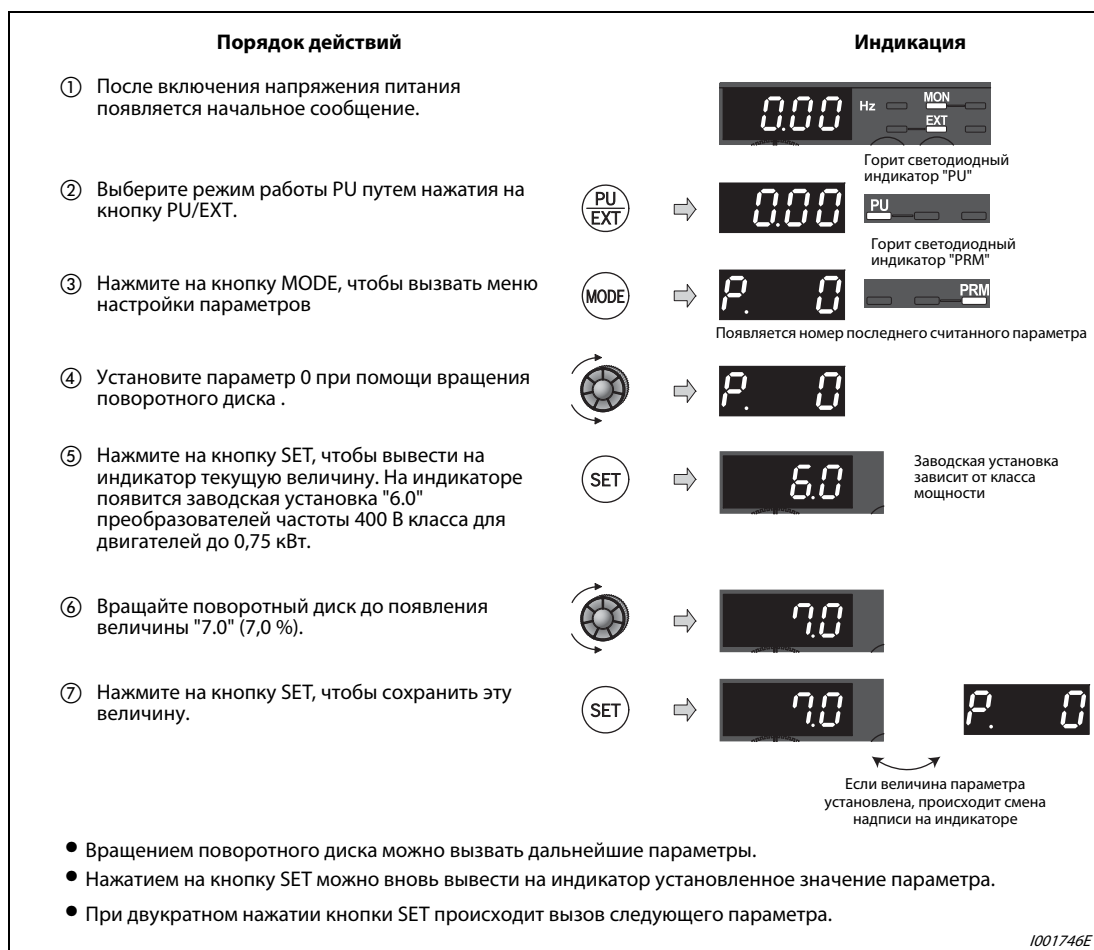 Порядок действий
Индикация
① После включения напряжения питания
появляется начальное сообщение.
0.00 Hz MON
EXT
② Выберите режим работы PU путем нажатия на
кнопку PU/EXT.
PU
EXT
Горит светодиодный
индикатор "PU"
0.00 PU
③ Нажмите на кнопку MODE, чтобы вызвать меню
настройки параметров
MODE
Горит светодиодный
индикатор "PRM"
P. 0 PRM
Появляется номер последнего считанного параметра
④ Установите параметр 0 при помощи вращения
поворотного диска .
P. 0
⑤ Нажмите на кнопку SET, чтобы вывести на
индикатор текущую величину. На индикаторе
появится заводская установка "6.0"
преобразователей частоты 400 В класса для
двигателей до 0,75 кВт.
SET
6.0
Заводская установка
зависит от класса
мощности
⑥ Вращайте поворотный диск до появления
величины "7.0" (7,0 %).
7.0
⑦ Нажмите на кнопку SET, чтобы сохранить эту
величину.
SET
7.0
P. 0
Если величина параметра
установлена, происходит смена
надписи на индикаторе
• Вращением поворотного диска можно вызвать дальнейшие параметры.
• Нажатием на кнопку SET можно вновь вывести на индикатор установленное значение параметра.
• При двукратном нажатии кнопки SET происходит вызов следующего параметра.
I001746E